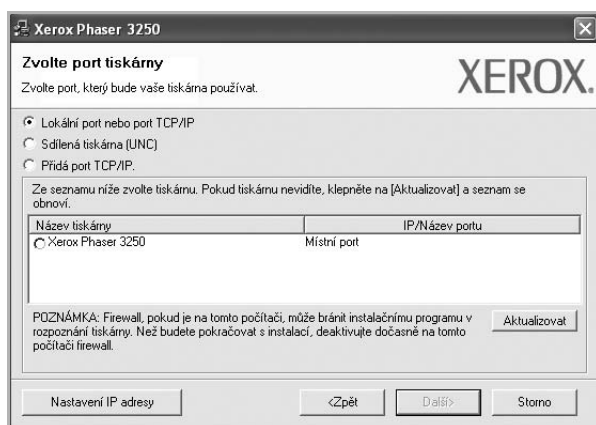 Xerox Phaser 3250
Zvolte port tiskárny
Zvolte port, který bude vaše tiskárna používat.
XEROX.
Lokální port nebo port TCP/IP
Sdílená tiskárna (UNC)
Přidá port TCP/IP.
Ze seznamu níže zvolte tiskárnu. Pokud tiskárnu nevidíte, klepněte na [Aktualizovat] a seznam se
obnoví.
Název tiskárny IP/Název portu
Xerox Phaser 3250 Místní port
POZNÁMKA: Firewall, pokud je na tomto počítači, může bránit instalačnímu programu v
rozpoznání tiskárny. Než budete pokračovat s instalací, deaktivujte dočasně na tomto
počítači firewall.
Aktualizovat
Nastavení IP adresy <Zpět Další> Storno